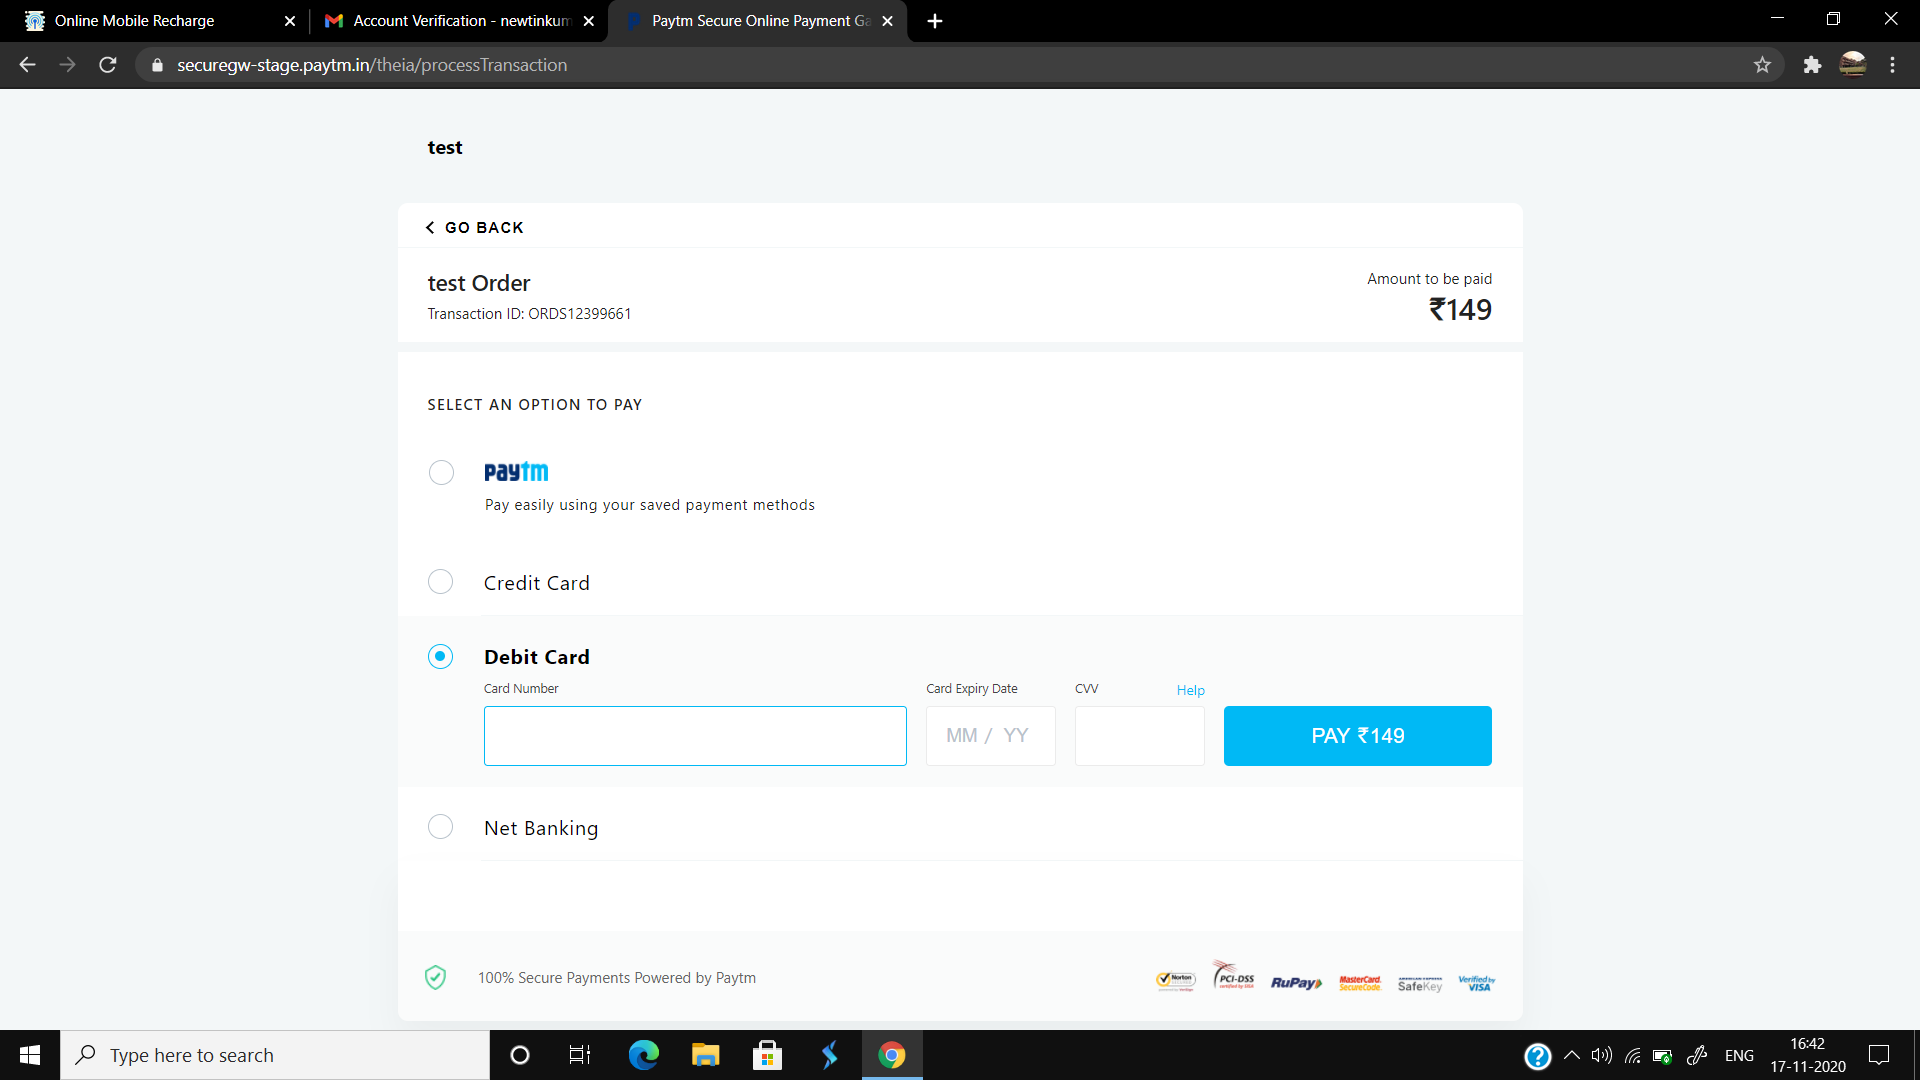 Online Mobile Recharge
Account Verification - newtinkum
Paytm Secure Online Payment Ga
securegw-stage.paytm.in/theia/processTransaction
test
GO BACK
test Order
Transaction ID: ORDS12399661
Amount to be paid
₹149
SELECT AN OPTION TO PAY
paytm
Pay easily using your saved payment methods
Credit Card
Debit Card
Card Number
Card Expiry Date
CVV
Help
MM / YY
PAY ₹149
Net Banking
100% Secure Payments Powered by Paytm
Norton
PCI-DSS
RuPay
MasterCard.
SecureCode.
AMERICAN EXPRESS
SafeKey
Verified by
VISA
Type here to search
ENG
16:42
17-11-2020